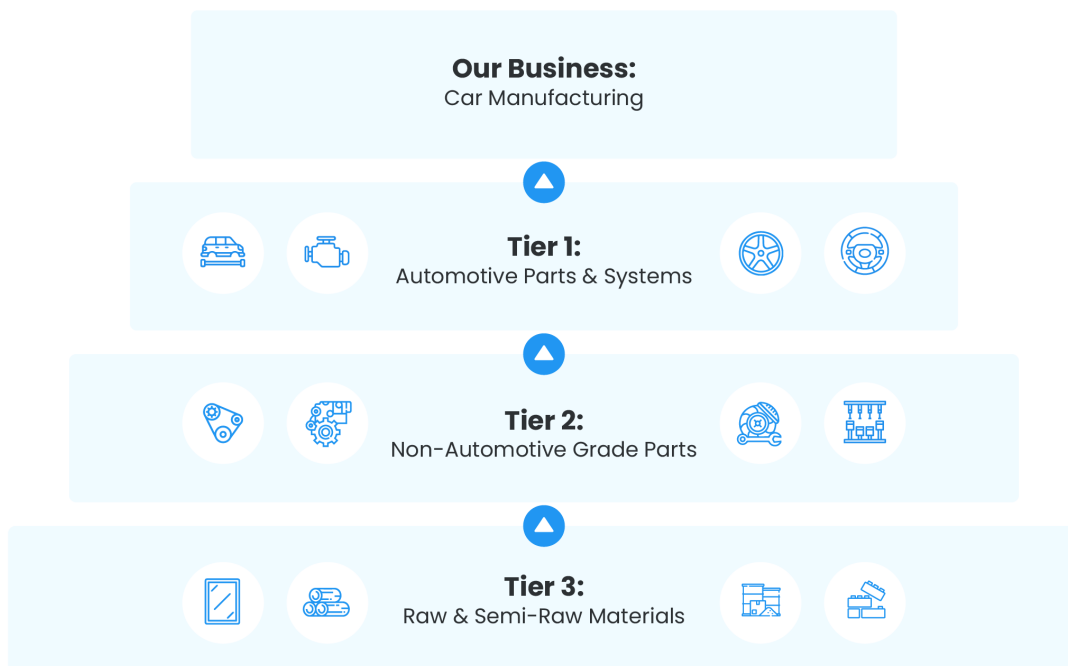 Our Business:
Car Manufacturing
Tier 1:
Automotive Parts & Systems
Tier 2:
Non-Automotive Grade Parts
Tier 3:
Raw & Semi-Raw Materials